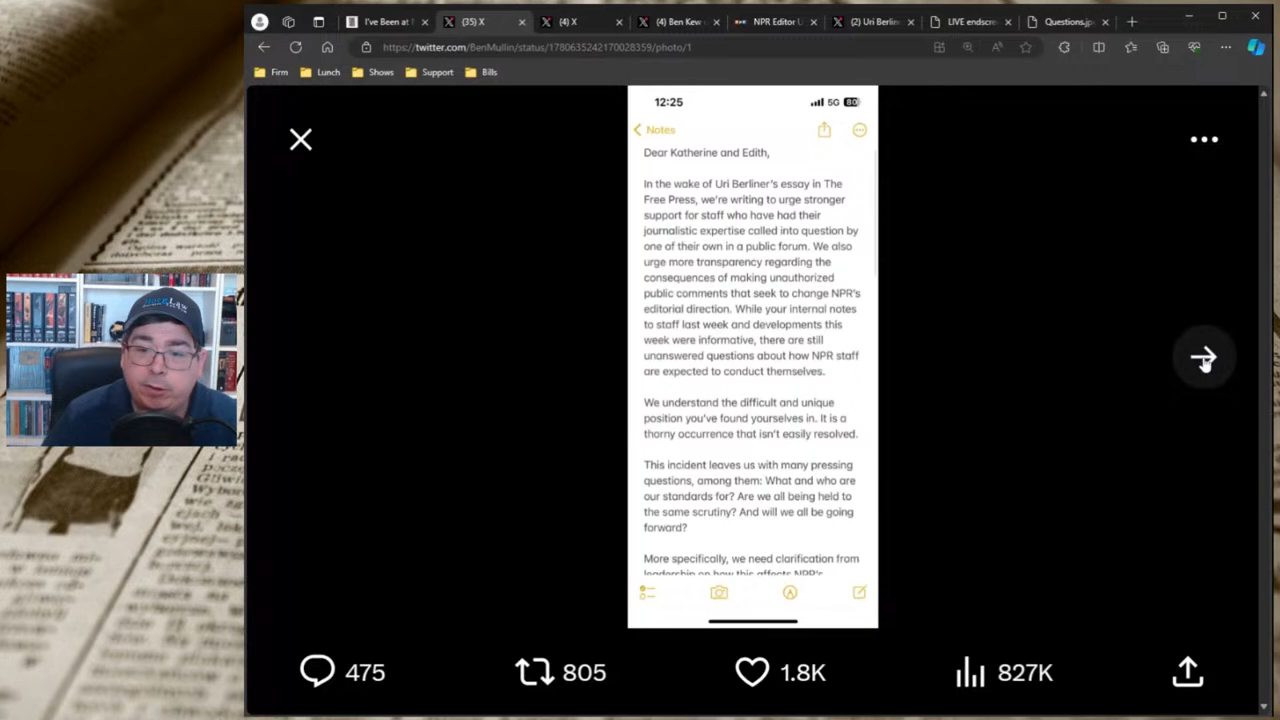 I've Been at
(35) X
(4) X
(4) Ben Kew
NPR Editor U
(2) Uri Berlin
LIVE endscre
Questions.jp
https://twitter.com/BenMullin/status/1780635242170028359/photo/1
Firm
Lunch
Shows
Support
Bills
12:25
5G 80
Notes
Dear Katherine and Edith,
In the wake of Uri Berliner's essay in The
Free Press, we're writing to urge stronger
support for staff who have had their
journalistic expertise called into question by
one of their own in a public forum. We also
urge more transparency regarding the
consequences of making unauthorized
public comments that seek to change NPR's
editorial direction. While your internal notes
to staff last week and developments this
week were informative, there are still
unanswered questions about how NPR staff
are expected to conduct themselves.
We understand the difficult and unique
position you've found yourselves in. It is a
thorny occurrence that isn't easily resolved.
This incident leaves us with many pressing
questions, among them: What and who are
our standards for? Are we all being held to
the same scrutiny? And will we all be going
forward?
More specifically, we need clarification from
leadership on how this affects NPR's
475
805
1.8K
827K